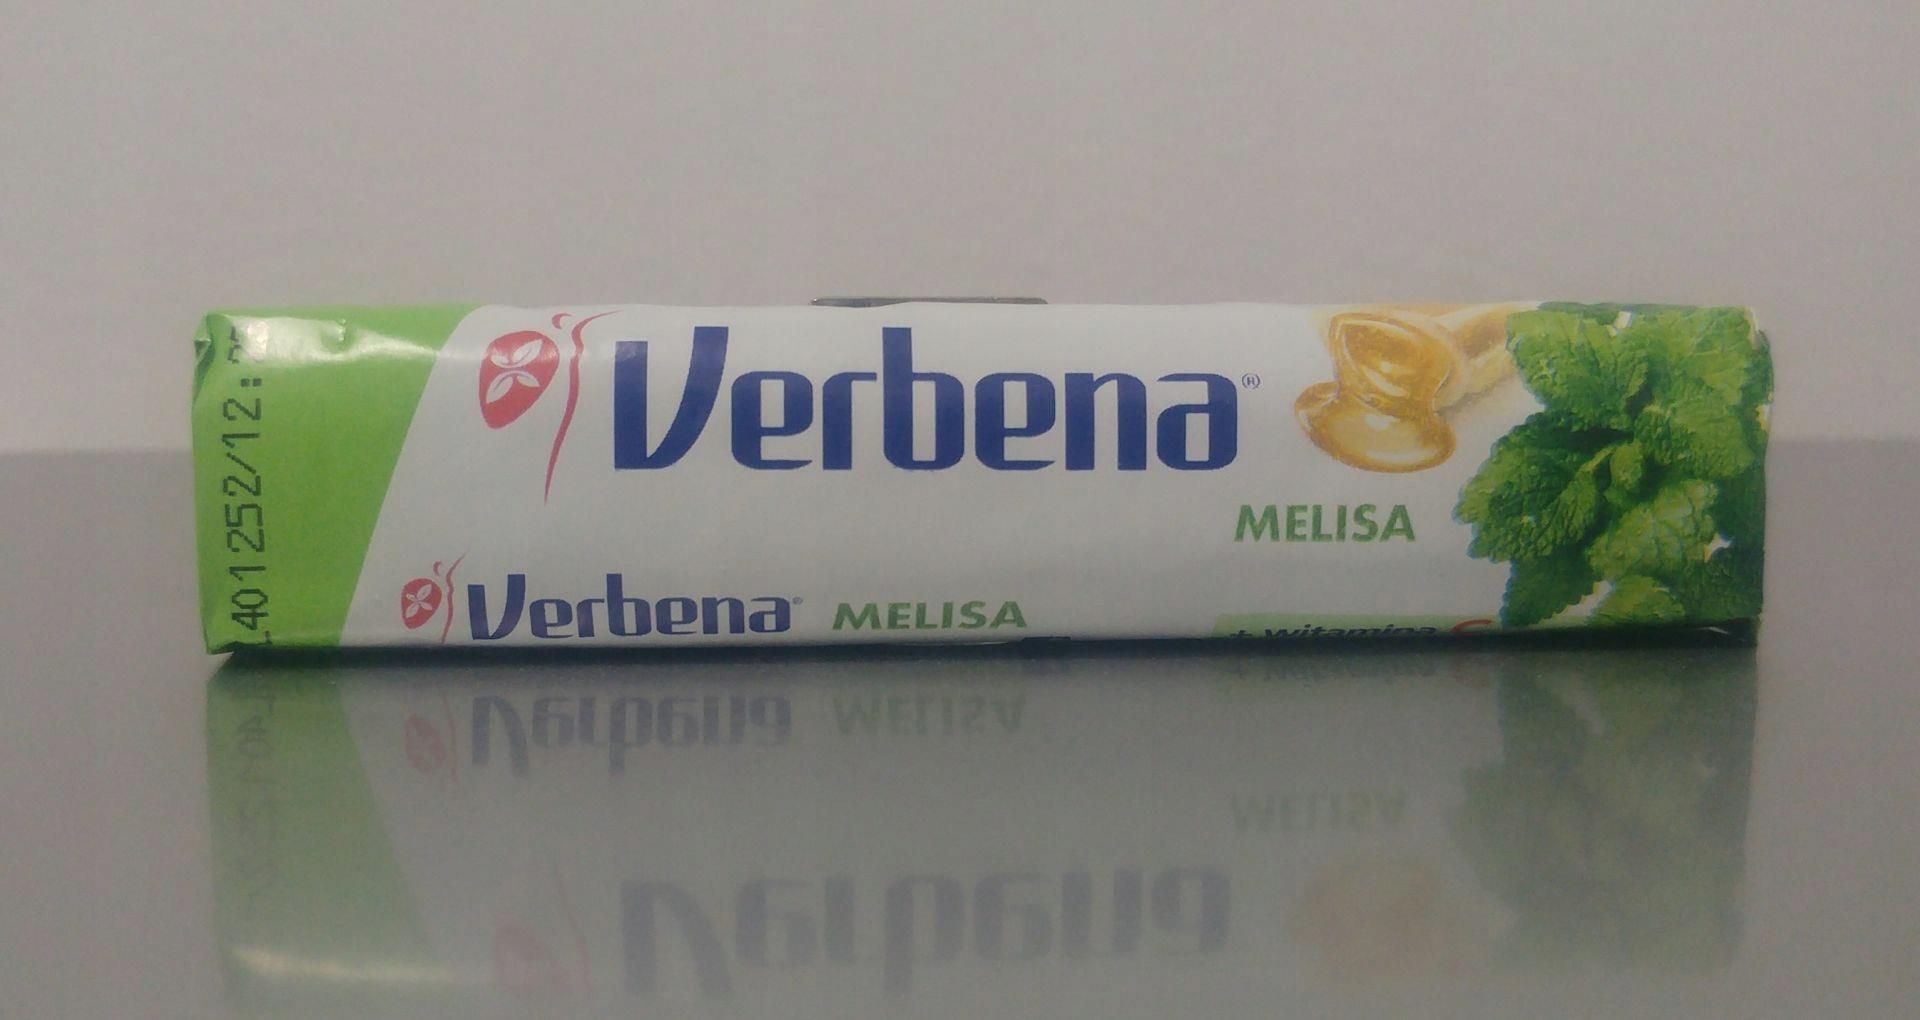 Verbena®
MELISA
Verbena® MELISA
+ witamina C
401252/12: